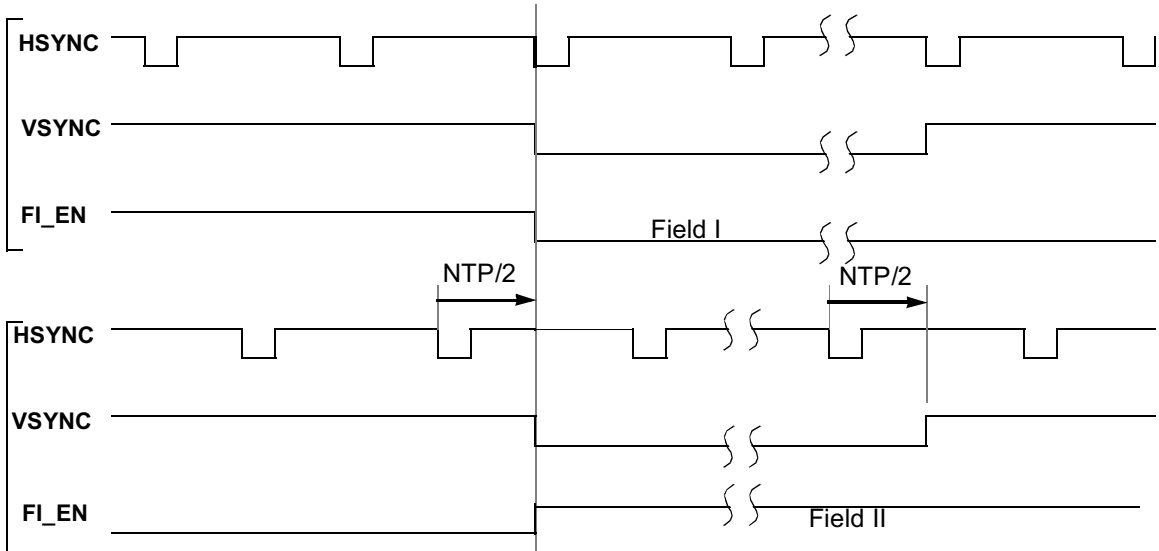 HSYNC
VSYNC
FI_EN
Field I
NTP/2 NTP/2
HSYNC
VSYNC
FI_EN
Field II